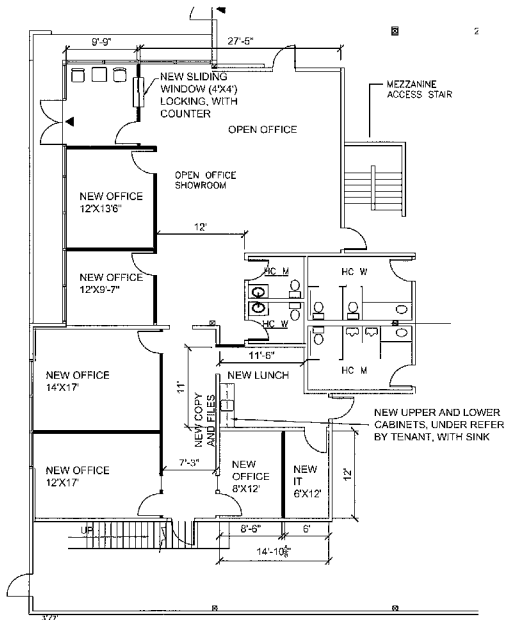 2
9'-9"
27'-5"
NEW SLIDING
WINDOW (4'X4')
LOCKING, WITH
COUNTER
MEZZANINE
ACCESS STAIR
OPEN OFFICE
OPEN OFFICE
SHOWROOM
NEW OFFICE
12'X13'6"
12'
NEW OFFICE
12'X9'-7"
HC M
HC W
HC W
HC M
11'-6"
NEW OFFICE
14'X17'
11'
NEW COPY
AND FILES
NEW LUNCH
NEW UPPER AND LOWER
CABINETS, UNDER REFER
BY TENANT, WITH SINK
7'-3"
NEW OFFICE
12'X17'
NEW
OFFICE
8'X12'
NEW
IT
6'X12'
12'
UP
8'-6"
6'